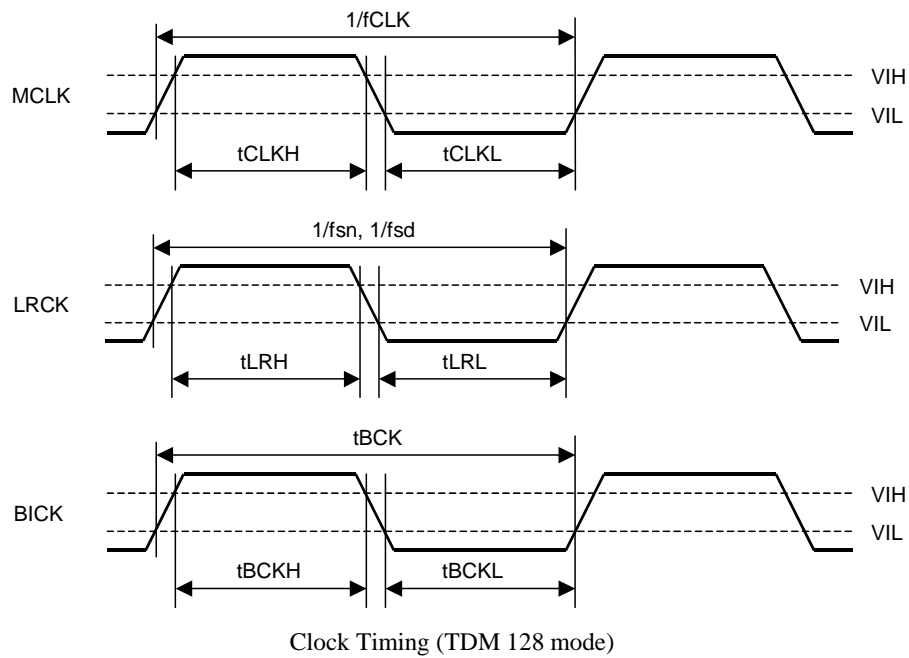 1/fCLK
VIH
MCLK
VIL
tCLKH
tCLKL
1/fsn, 1/fsd
VIH
LRCK
VIL
tLRH
tLRL
tBCK
VIH
BICK
VIL
tBCKH
tBCKL
Clock Timing (TDM 128 mode)